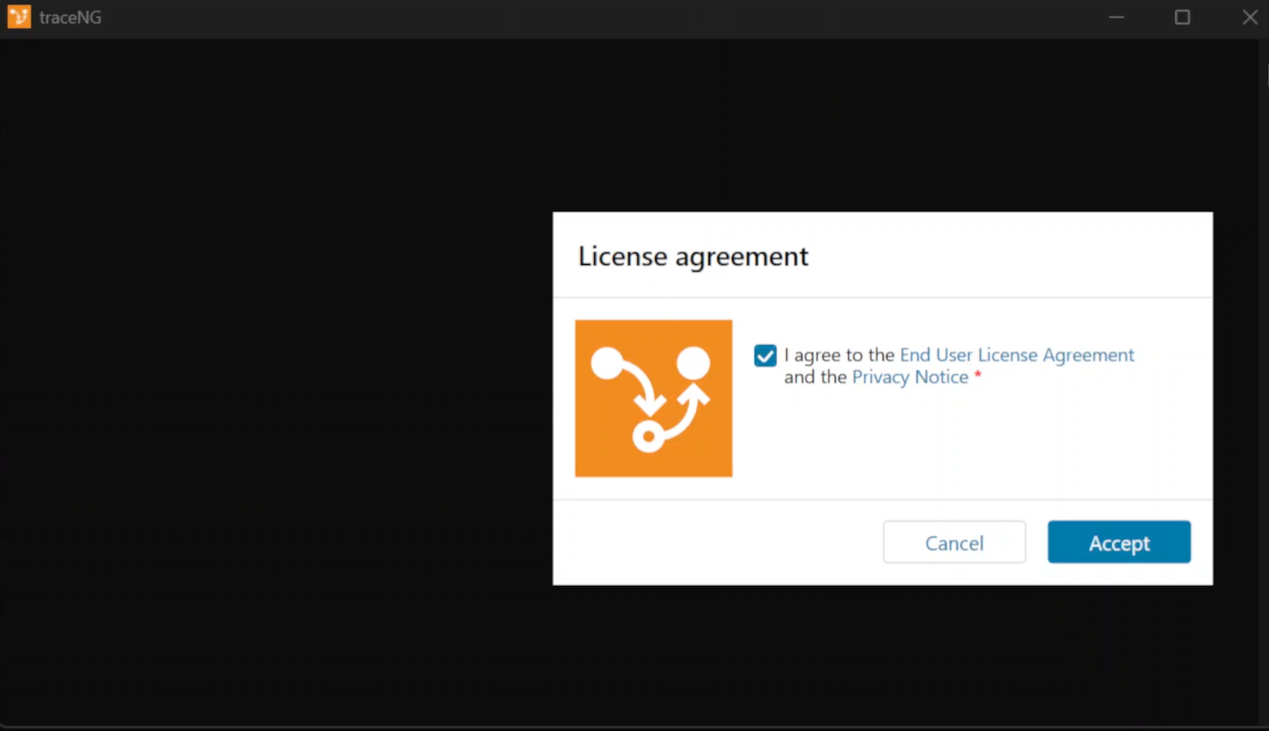 traceNG
License agreement
I agree to the End User License Agreement
and the Privacy Notice *
Cancel
Accept